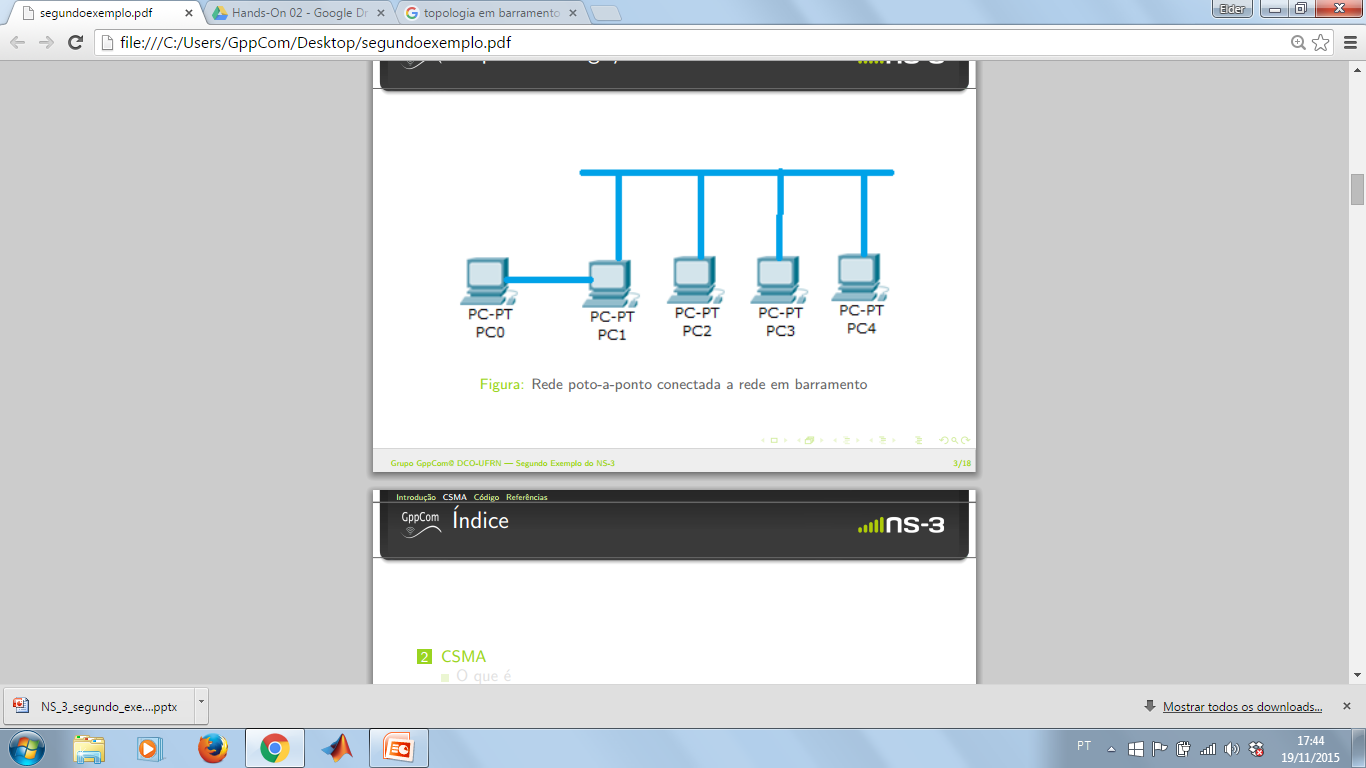 segundoexemplo.pdf
Hands-On 02 - Google Dr
topologia em barramento
Elder
file:///C:/Users/GppCom/Desktop/segundoexemplo.pdf
NS-3
PC-PT
PC0
PC-PT
PC1
PC-PT
PC2
PC-PT
PC3
PC-PT
PC4
Figura: Rede poto-a-ponto conectada a rede em barramento
Grupo GppCom@ DCO-UFRN — Segundo Exemplo do NS-3
3/18
Introdução CSMA Código Referências
GppCom
Índice
NS-3
2 CSMA
O que é
NS_3_segundo_exe....pptx
Mostrar todos os downloads...
PT
17:44
19/11/2015